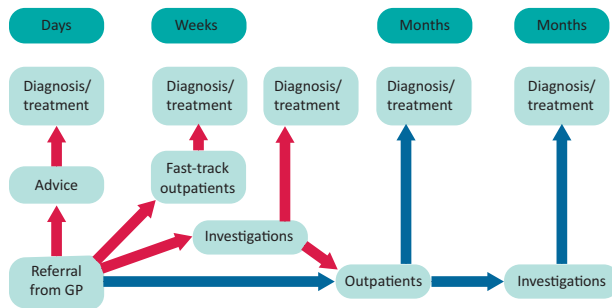 Days
Weeks
Months
Months
Diagnosis/
treatment
Diagnosis/
treatment
Diagnosis/
treatment
Diagnosis/
treatment
Diagnosis/
treatment
Advice
Fast-track
outpatients
Investigations
Referral
from GP
Outpatients
Investigations